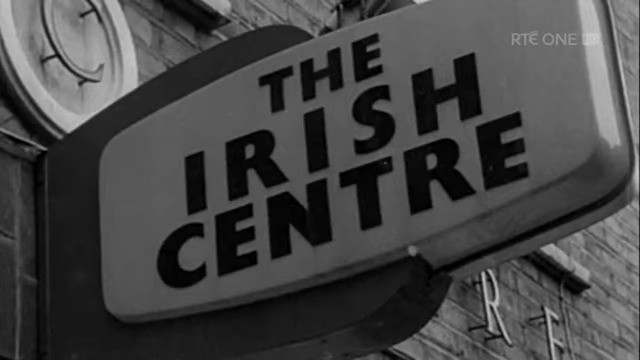 RTÉ ONE
THE
IRISH
CENTRE
C
R E